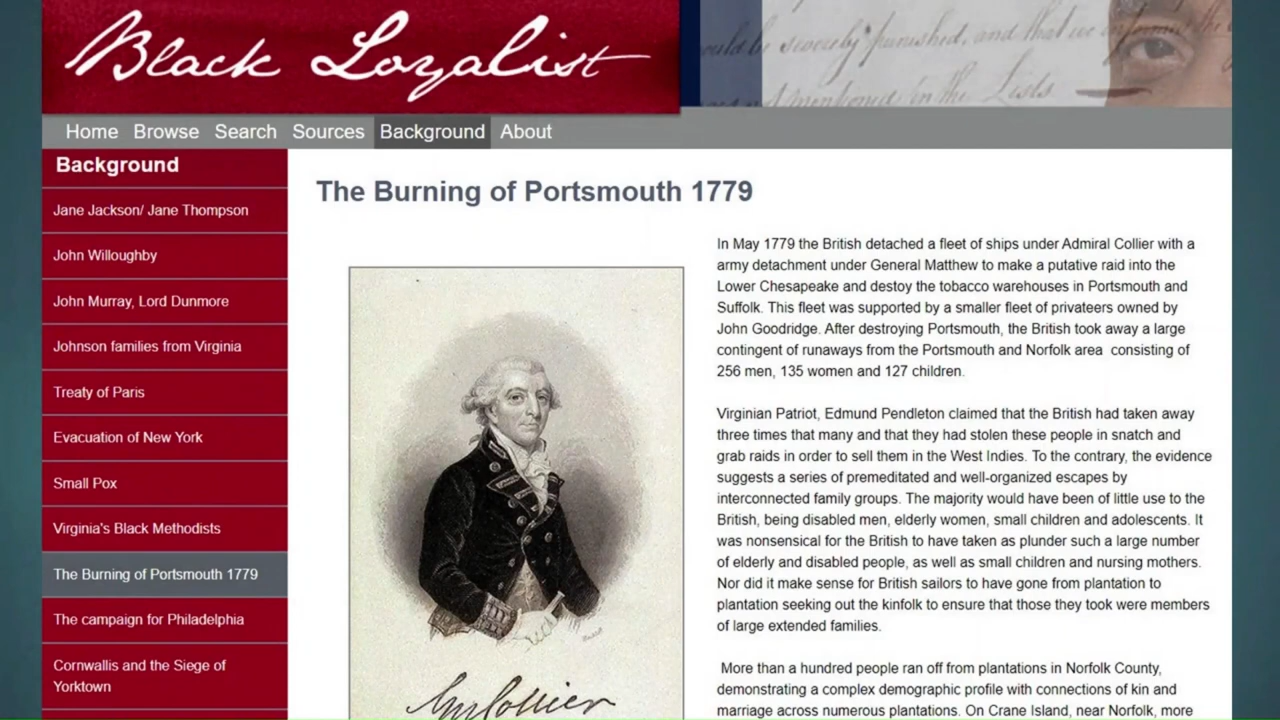 Black Loyalist
would be severely punished, and that we
mentioned in the Lists
Home Browse Search Sources Background About
Background
Jane Jackson/ Jane Thompson
John Willoughby
John Murray, Lord Dunmore
Johnson families from Virginia
Treaty of Paris
Evacuation of New York
Small Pox
Virginia's Black Methodists
The Burning of Portsmouth 1779
The campaign for Philadelphia
Cornwallis and the Siege of
Yorktown
The Burning of Portsmouth 1779
In May 1779 the British detached a fleet of ships under Admiral Collier with a
army detachment under General Matthew to make a putative raid into the
Lower Chesapeake and destoy the tobacco warehouses in Portsmouth and
Suffolk. This fleet was supported by a smaller fleet of privateers owned by
John Goodridge. After destroying Portsmouth, the British took away a large
contingent of runaways from the Portsmouth and Norfolk area consisting of
256 men, 135 women and 127 children.
Virginian Patriot, Edmund Pendleton claimed that the British had taken away
three times that many and that they had stolen these people in snatch and
grab raids in order to sell them in the West Indies. To the contrary, the evidence
suggests a series of premeditated and well-organized escapes by
interconnected family groups. The majority would have been of little use to the
British, being disabled men, elderly women, small children and adolescents. It
was nonsensical for the British to have taken as plunder such a large number
of elderly and disabled people, as well as small children and nursing mothers.
Nor did it make sense for British sailors to have gone from plantation to
plantation seeking out the kinfolk to ensure that those they took were members
of large extended families.
More than a hundred people ran off from plantations in Norfolk County,
demonstrating a complex demographic profile with connections of kin and
marriage across numerous plantations. On Crane Island, near Norfolk, more
Collier